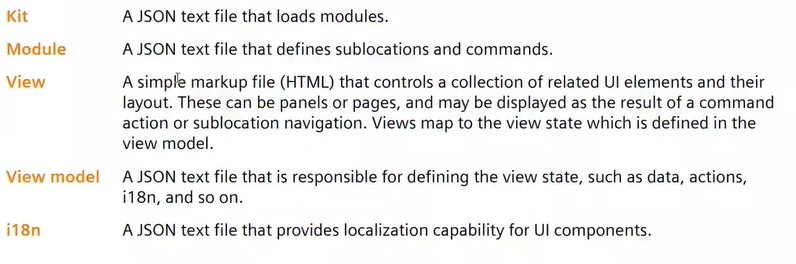 Kit A JSON text file that loads modules.
Module A JSON text file that defines sublocations and commands.
View A simple markup file (HTML) that controls a collection of related UI elements and their
layout. These can be panels or pages, and may be displayed as the result of a command
action or sublocation navigation. Views map to the view state which is defined in the
view model.
View model A JSON text file that is responsible for defining the view state, such as data, actions,
i18n, and so on.
i18n A JSON text file that provides localization capability for UI components.